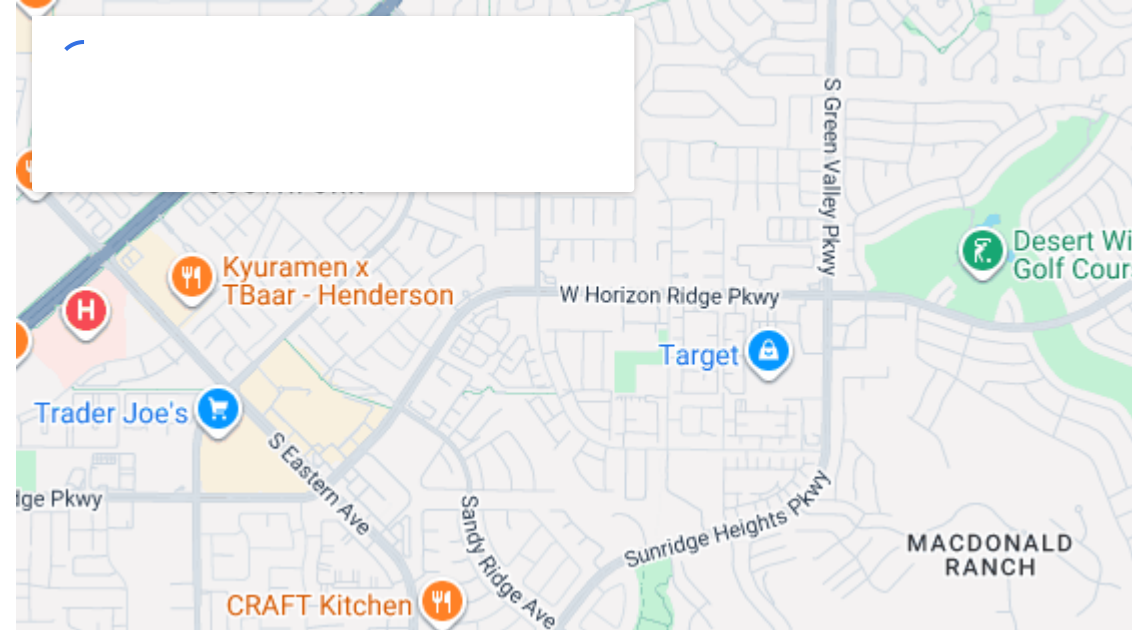 S Green Valley Pkwy
Desert Wi
Golf Cour
Kyuramen x
TBaar - Henderson
W Horizon Ridge Pkwy
Target
Trader Joe's
S Eastern Ave
dge Pkwy
Sandy Ridge Ave
Sunridge Heights Pkwy
MACDONALD
RANCH
CRAFT Kitchen
H